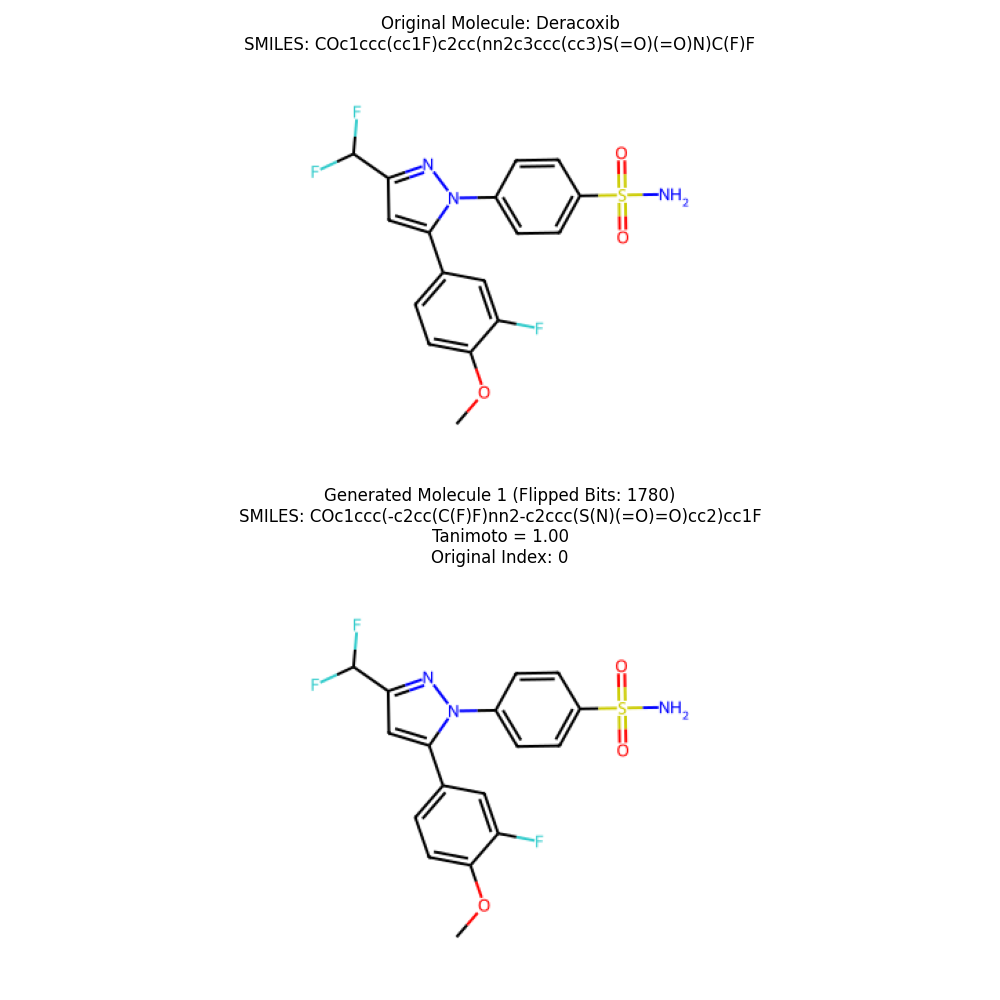 Original Molecule: Deracoxib
SMILES: COc1ccc(cc1F)c2cc(nn2c3ccc(cc3)S(=O)(=O)N)C(F)F
F
F
N
N
O
S
NH2
O
F
O
Generated Molecule 1 (Flipped Bits: 1780)
SMILES: COc1ccc(-c2cc(C(F)F)nn2-c2ccc(S(N)(=O)=O)cc2)cc1F
Tanimoto = 1.00
Original Index: 0
F
F
N
N
O
S
NH2
O
F
O